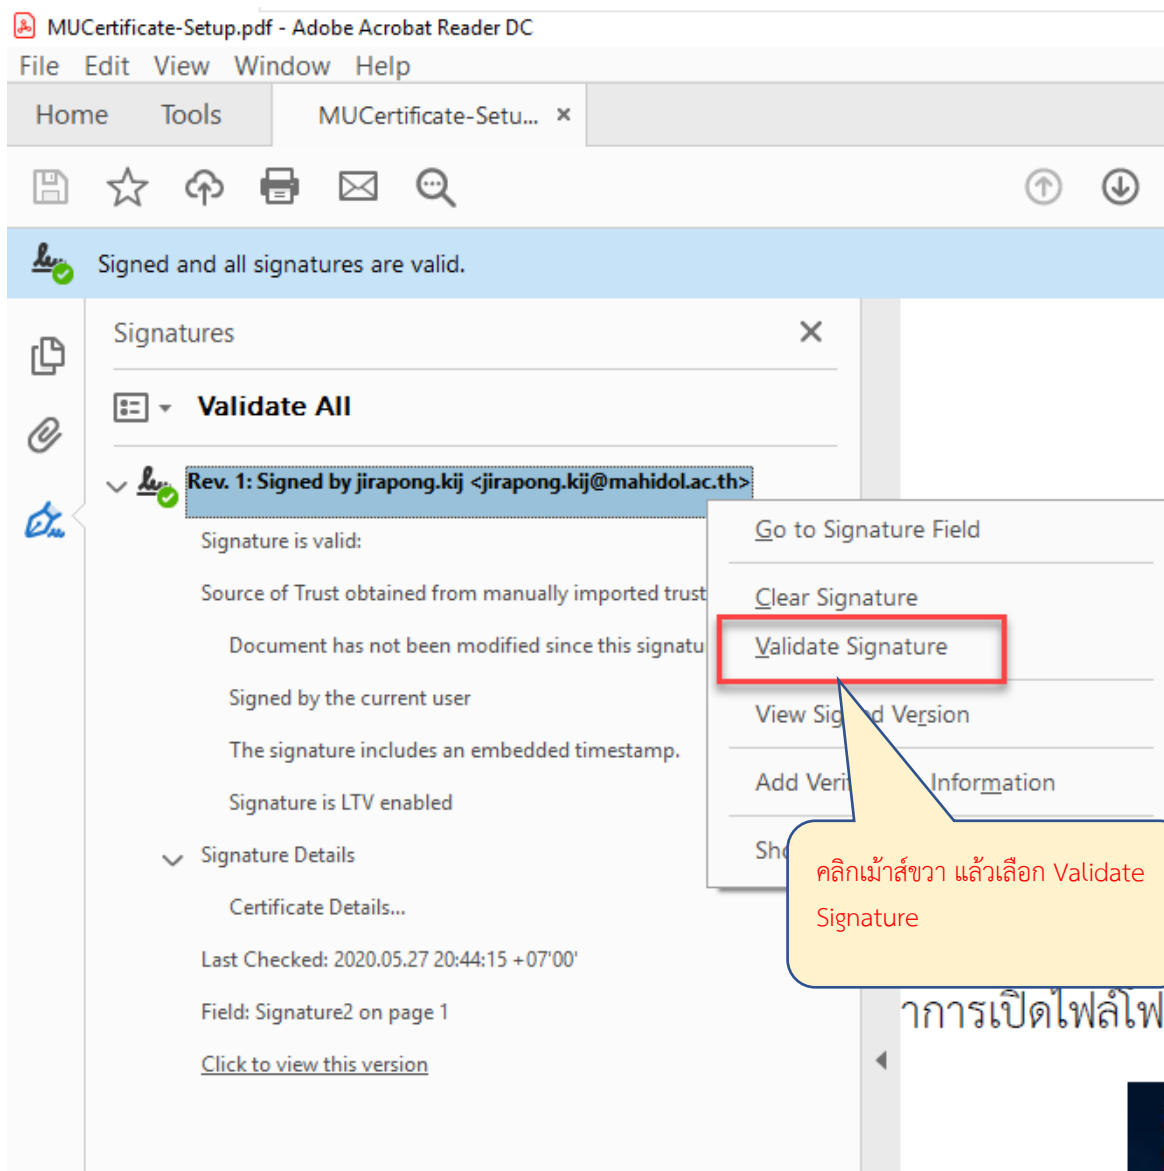 MUCertificate-Setup.pdf - Adobe Acrobat Reader DC
File Edit View Window Help
Home Tools MUCertificate-Setu... ×
Signed and all signatures are valid.
Signatures
Validate All
Rev. 1: Signed by jirapong.kij <jirapong.kij@mahidol.ac.th>
Signature is valid:
Source of Trust obtained from manually imported trust
Document has not been modified since this signatu
Signed by the current user
The signature includes an embedded timestamp.
Signature is LTV enabled
Signature Details
Certificate Details...
Last Checked: 2020.05.27 20:44:15 +07'00'
Field: Signature2 on page 1
Click to view this version
Go to Signature Field
Clear Signature
Validate Signature
View Sig d Version
Add Veri Information
Sh
คลิกเม้าส์ขวา แล้วเลือก Validate
Signature
าการเปิดไฟล์โฟ